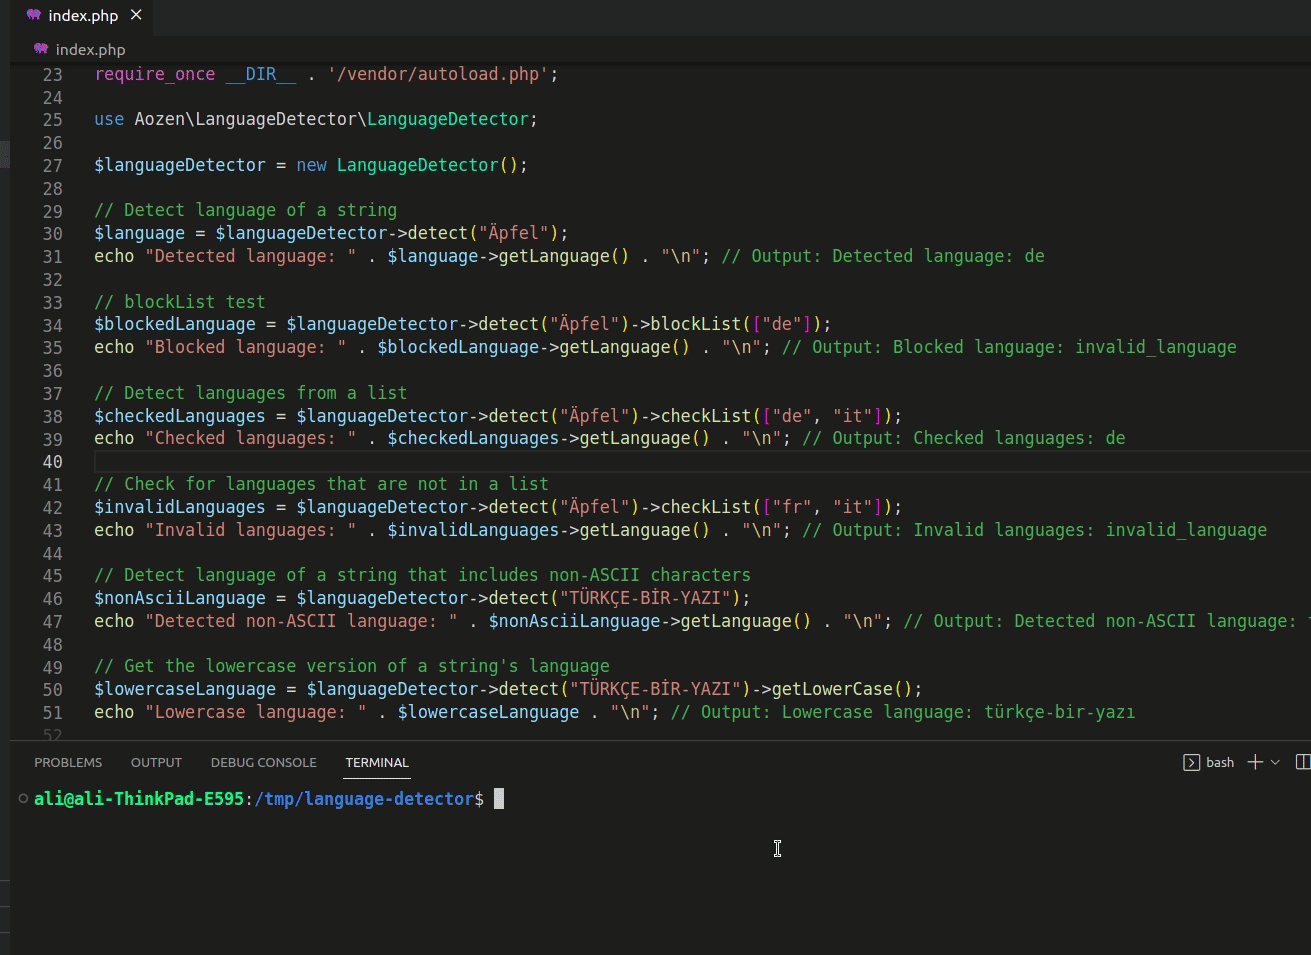 index.php
index.php
23 require_once __DIR__ . '/vendor/autoload.php';
24
25 use Aozen\LanguageDetector\LanguageDetector;
26
27 $languageDetector = new LanguageDetector();
28
29 // Detect language of a string
30 $language = $languageDetector->detect("Äpfel");
31 echo "Detected language: " . $language->getLanguage() . "\n"; // Output: Detected language: de
32
33 // blockList test
34 $blockedLanguage = $languageDetector->detect("Äpfel")->blockList(["de"]);
35 echo "Blocked language: " . $blockedLanguage->getLanguage() . "\n"; // Output: Blocked language: invalid_language
36
37 // Detect languages from a list
38 $checkedLanguages = $languageDetector->detect("Äpfel")->checkList(["de", "it"]);
39 echo "Checked languages: " . $checkedLanguages->getLanguage() . "\n"; // Output: Checked languages: de
40
41 // Check for languages that are not in a list
42 $invalidLanguages = $languageDetector->detect("Äpfel")->checkList(["fr", "it"]);
43 echo "Invalid languages: " . $invalidLanguages->getLanguage() . "\n"; // Output: Invalid languages: invalid_language
44
45 // Detect language of a string that includes non-ASCII characters
46 $nonAsciiLanguage = $languageDetector->detect("TÜRKÇE-BİR-YAZI");
47 echo "Detected non-ASCII language: " . $nonAsciiLanguage->getLanguage() . "\n"; // Output: Detected non-ASCII language:
48
49 // Get the lowercase version of a string's language
50 $lowercaseLanguage = $languageDetector->detect("TÜRKÇE-BİR-YAZI")->getLowerCase();
51 echo "Lowercase language: " . $lowercaseLanguage . "\n"; // Output: Lowercase language: türkçe-bir-yazı
52
PROBLEMS OUTPUT DEBUG CONSOLE TERMINAL bash
ali@ali-ThinkPad-E595:/tmp/language-detector$